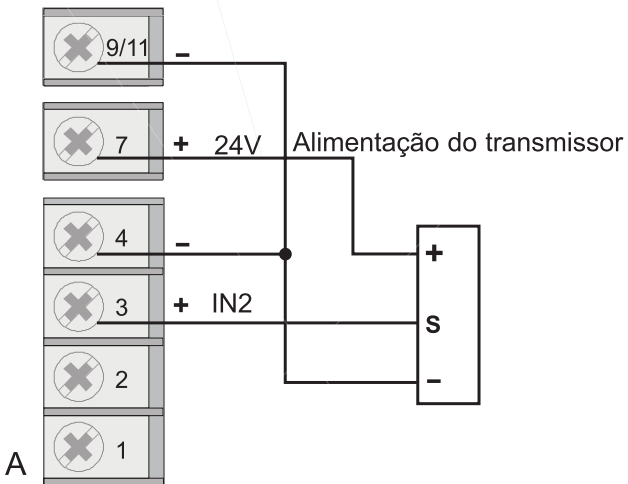 9/11 –
7 + 24V Alimentação do transmissor
4 –
+
3 + IN2
S
2
–
1
A